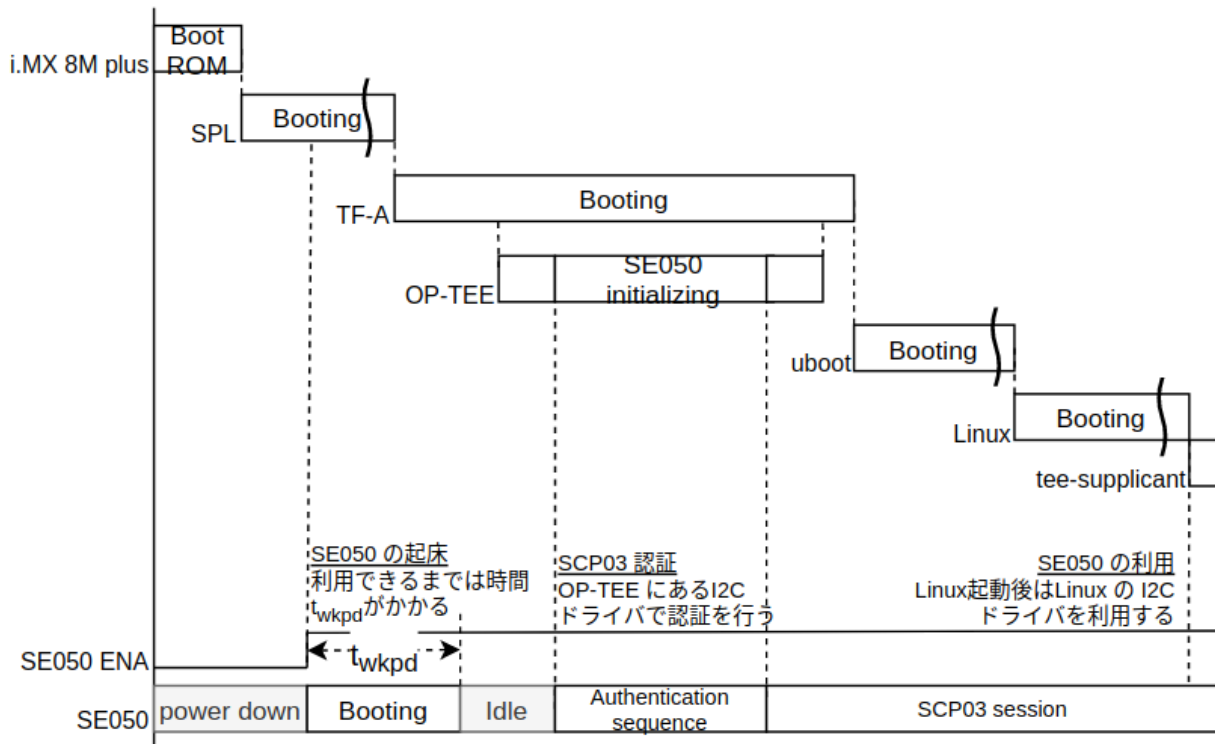 Boot
ROM
i.MX 8M plus
Booting
SPL
Booting
TF-A
SE050
initializing
OP-TEE
Booting
uboot
Booting
Linux
tee-supplicant
SE050 の起床
利用できるまでは時間
twkpdがかかる
SCP03 認証
OP-TEE にあるI2C
ドライバで認証を行う
SE050 の利用
Linux起動後はLinux の I2C
ドライバを利用する
twkpd
SE050 ENA
SE050
power down
Booting
Idle
Authentication
sequence
SCP03 session